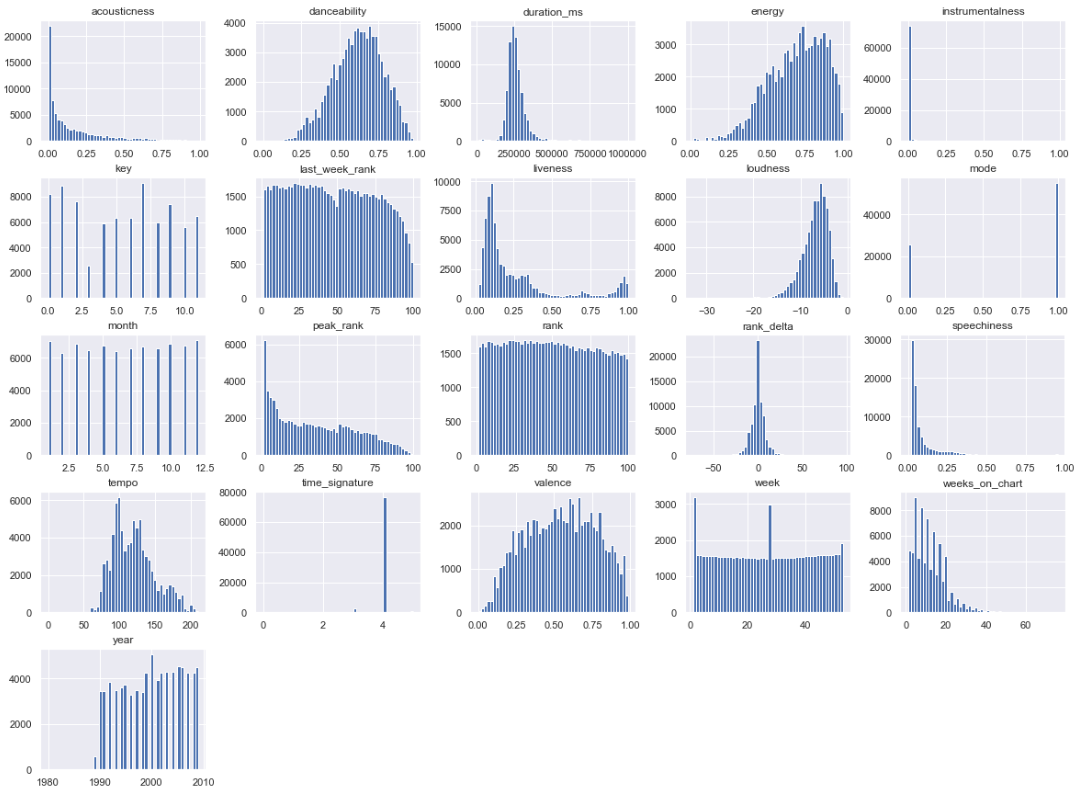 acousticness danceability duration_ms energy instrumentalness
20000 15000 10000 5000 0
0.00 0.25 0.50 0.75 1.00
4000 3000 2000 1000 0
0.00 0.25 0.50 0.75 1.00
15000 10000 5000 0
0 250000 500000 750000 1000000
3000 2000 1000 0
0.00 0.25 0.50 0.75 1.00
80000 60000 40000 20000 0
0.00 0.25 0.50 0.75 1.00
key last_week_rank liveness loudness mode
8000 6000 4000 2000 0
0.0 2.5 5.0 7.5 10.0
1500 1000 500 0
0 25 50 75 100
10000 7500 5000 2500 0
0.00 0.25 0.50 0.75 1.00
8000 6000 4000 2000 0
−30 −20 −10 0
40000 20000 0
0.00 0.25 0.50 0.75 1.00
month peak_rank rank rank_delta speechiness
6000 4000 2000 0
2.5 5.0 7.5 10.0 12.5
6000 4000 2000 0
0 25 50 75 100
1500 1000 500 0
0 25 50 75 100
20000 15000 10000 5000 0
−50 0 50 100
30000 20000 10000 0
0.00 0.25 0.50 0.75 1.00
tempo time_signature valence week weeks_on_chart
6000 4000 2000 0
0 50 100 150 200
80000 60000 40000 20000 0
0 2 4
2000 1000 0
0.00 0.25 0.50 0.75 1.00
3000 2000 1000 0
0 20 40
8000 6000 4000 2000 0
0 20 40 60
year
4000 2000 0
1980 1990 2000 2010